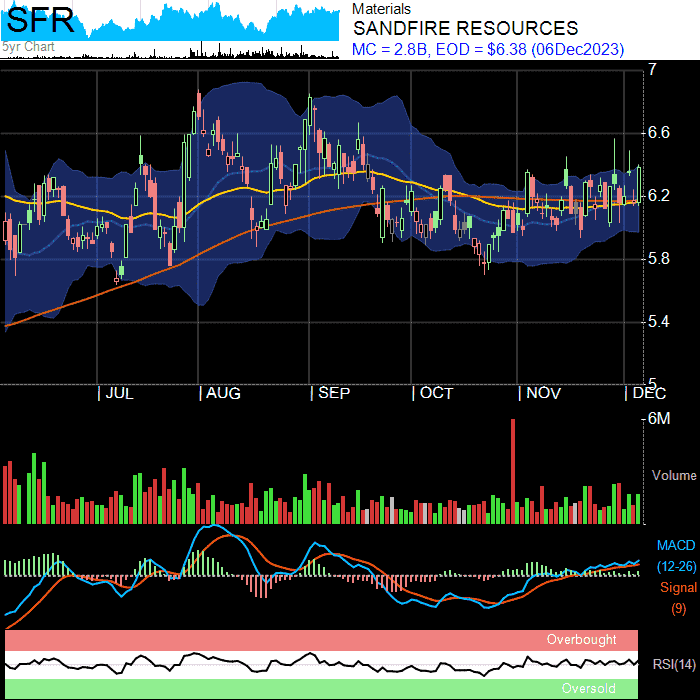 SFR
5yr Chart
Materials
SANDFIRE RESOURCES
MC = 2.8B, EOD = $6.38 (06Dec2023)
7
6.6
6.2
5.8
5.4
5
JUL AUG SEP OCT NOV DEC
6M
Volume
MACD
(12-26)
Signal
(9)
Overbought
RSI(14)
Oversold